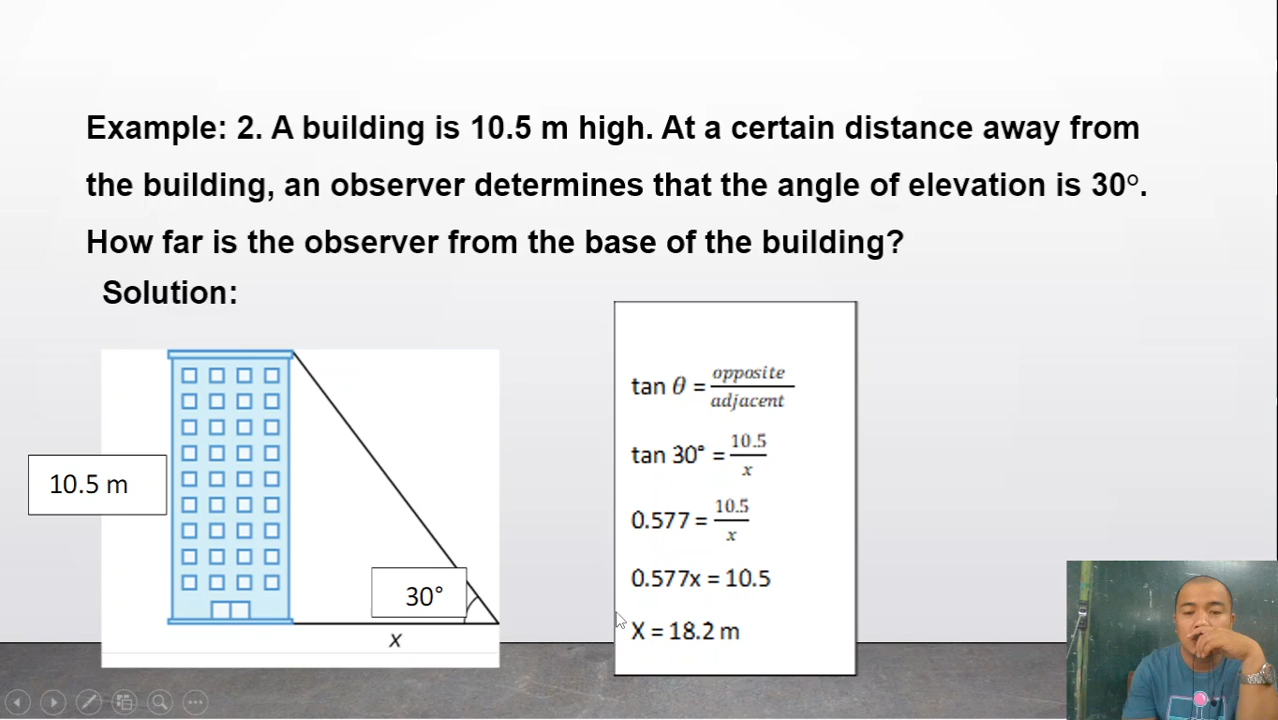 Example: 2. A building is 10.5 m high. At a certain distance away from
the building, an observer determines that the angle of elevation is 30°.
How far is the observer from the base of the building?
Solution:
10.5 m
30°
x
tan θ = opposite/adjacent
tan 30° = 10.5/x
0.577 = 10.5/x
0.577x = 10.5
X = 18.2 m